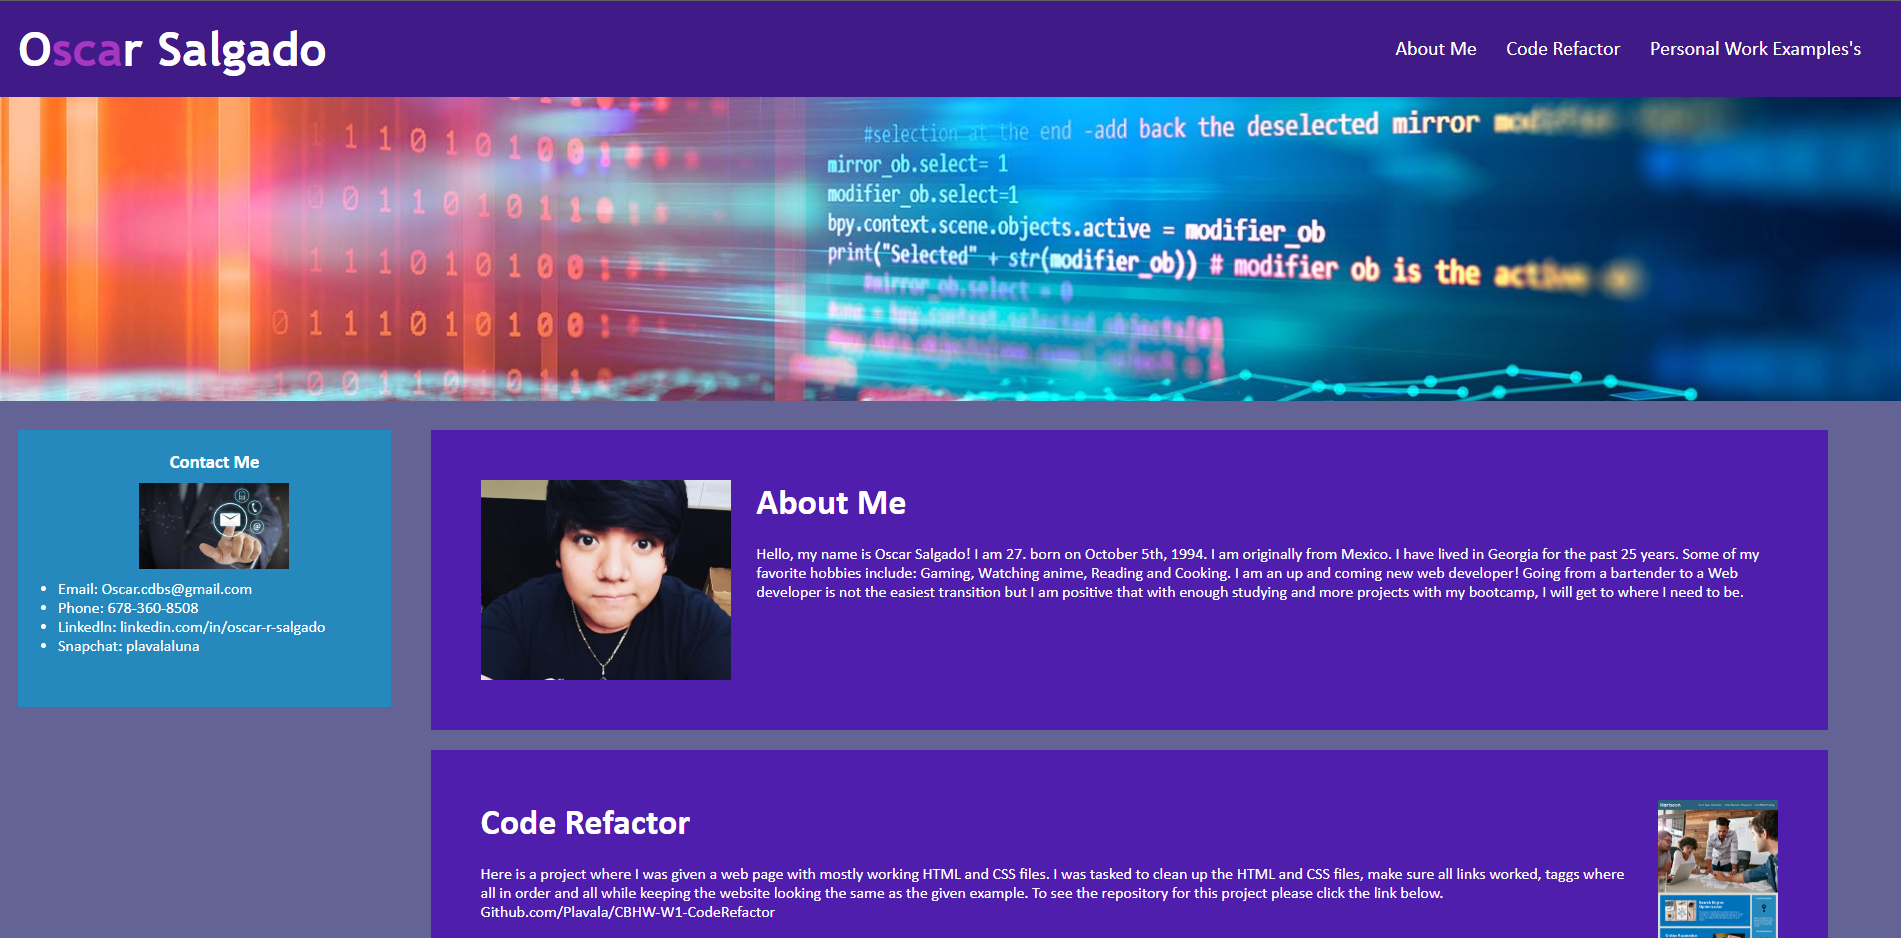 Oscar Salgado
About Me
Code Refactor
Personal Work Examples's
1 1 0 1 0 1 0 0
0 0 1 1 0 1 0 1 1 0
1 1 1 0 1 0 1 0 0
0 1 1 1 0 1 0 1 0 0
#selection at the end -add back the deselected mirror
mirror_ob.select= 1
modifier_ob.select=1
bpy.context.scene.objects.active = modifier_ob
print("Selected" + str(modifier_ob)) # modifier ob is the active
#mirror_ob.select = 0
Contact Me
Email: Oscar.cdbs@gmail.com
Phone: 678-360-8508
Linkedln: linkedin.com/in/oscar-r-salgado
Snapchat: plavalaluna
About Me
Hello, my name is Oscar Salgado! I am 27. born on October 5th, 1994. I am originally from Mexico. I have lived in Georgia for the past 25 years. Some of my
favorite hobbies include: Gaming, Watching anime, Reading and Cooking. I am an up and coming new web developer! Going from a bartender to a Web
developer is not the easiest transition but I am positive that with enough studying and more projects with my bootcamp, I will get to where I need to be.
Code Refactor
Here is a project where I was given a web page with mostly working HTML and CSS files. I was tasked to clean up the HTML and CSS files, make sure all links worked, taggs where
all in order and all while keeping the website looking the same as the given example. To see the repository for this project please click the link below.
Github.com/Plavala/CBHW-W1-CodeRefactor
Horiseon
Search Engine
Optimization